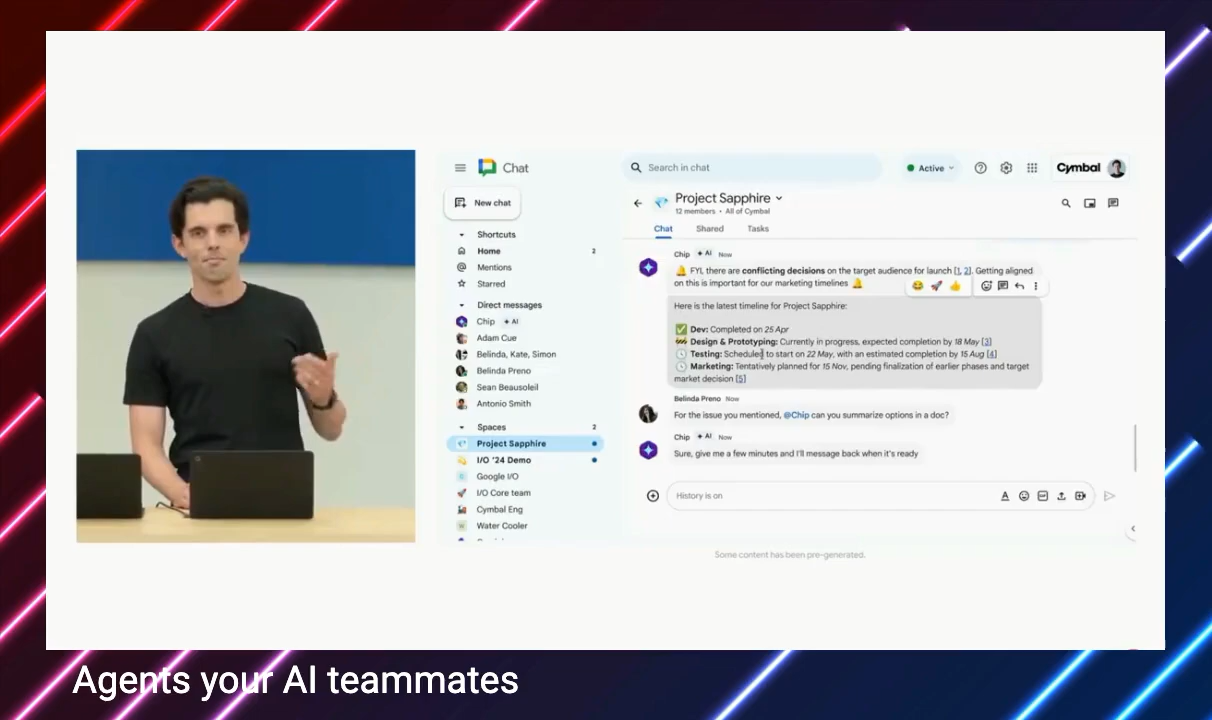 Chat
New chat
Shortcuts
Home 2
Mentions
Starred
Direct messages
Chip AI
Adam Cue
Belinda, Kate, Simon
Belinda Preno
Sean Beausoleil
Antonio Smith
Spaces 2
Project Sapphire
I/O '24 Demo
Google I/O
I/O Core team
Cymbal Eng
Water Cooler
Search in chat
Active
Cymbal
Project Sapphire
12 members • All of Cymbal
Chat Shared Tasks
Chip AI Now
FYI, there are conflicting decisions on the target audience for launch [1, 2]. Getting aligned
on this is important for our marketing timelines
Here is the latest timeline for Project Sapphire:
Dev: Completed on 25 Apr
Design & Prototyping: Currently in progress, expected completion by 18 May [3]
Testing: Scheduled to start on 22 May, with an estimated completion by 15 Aug [4]
Marketing: Tentatively planned for 15 Nov, pending finalization of earlier phases and target
market decision [5]
Belinda Preno Now
For the issue you mentioned, @Chip can you summarize options in a doc?
Chip AI Now
Sure, give me a few minutes and I'll message back when it's ready
History is on
Some content has been pre-generated.
Agents your AI teammates